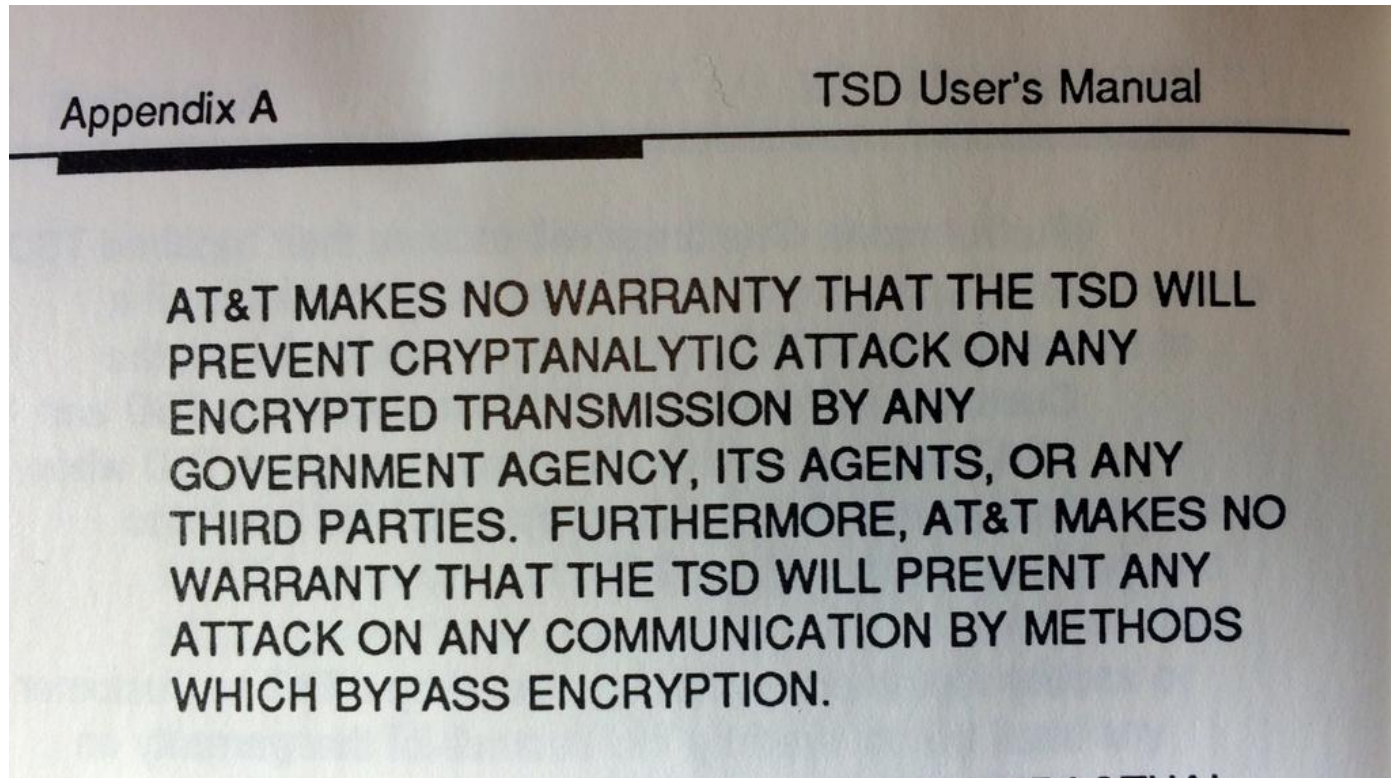 Appendix A
TSD User's Manual
AT&T MAKES NO WARRANTY THAT THE TSD WILL
PREVENT CRYPTANALYTIC ATTACK ON ANY
ENCRYPTED TRANSMISSION BY ANY
GOVERNMENT AGENCY, ITS AGENTS, OR ANY
THIRD PARTIES. FURTHERMORE, AT&T MAKES NO
WARRANTY THAT THE TSD WILL PREVENT ANY
ATTACK ON ANY COMMUNICATION BY METHODS
WHICH BYPASS ENCRYPTION.